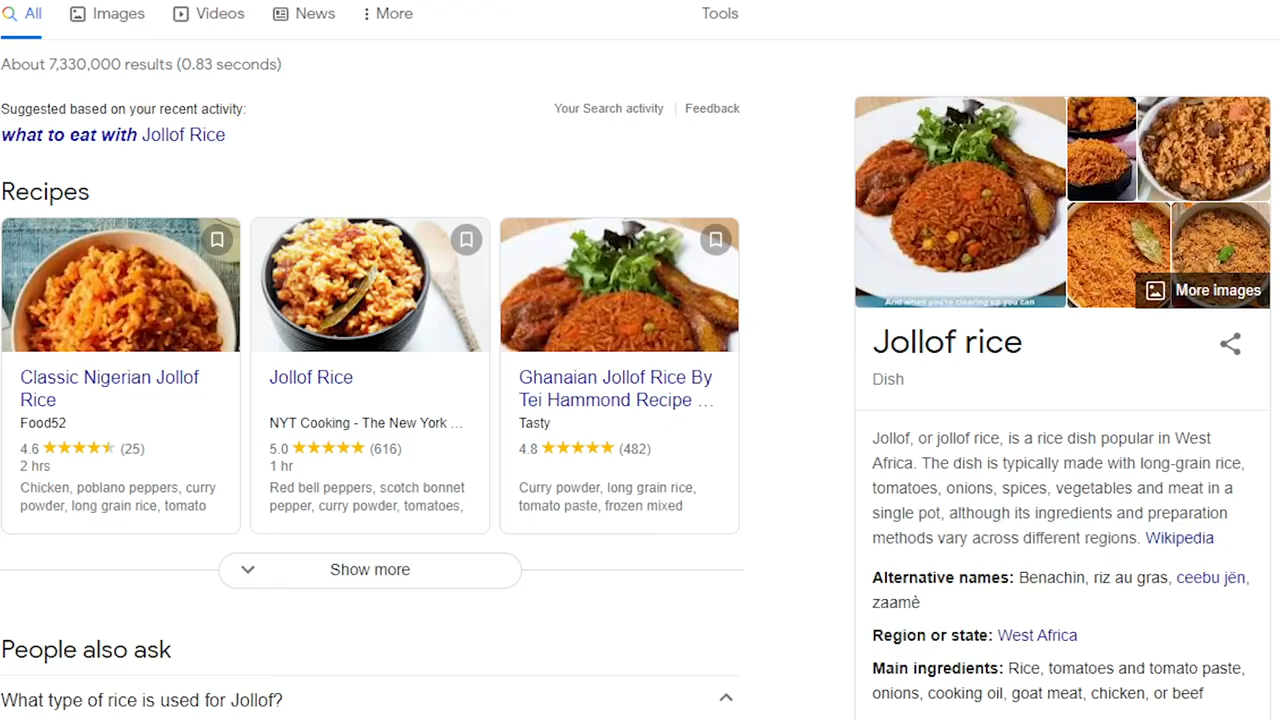 All Images Videos News More Tools
About 7,330,000 results (0.83 seconds)
Suggested based on your recent activity: Your Search activity Feedback
what to eat with Jollof Rice
Recipes
Classic Nigerian Jollof
Rice
Food52
4.6 (25)
2 hrs
Chicken, poblano peppers, curry
powder, long grain rice, tomato
Jollof Rice
NYT Cooking - The New York ...
5.0 (616)
1 hr
Red bell peppers, scotch bonnet
pepper, curry powder, tomatoes,
Ghanaian Jollof Rice By
Tei Hammond Recipe ...
Tasty
4.8 (482)
Curry powder, long grain rice,
tomato paste, frozen mixed
Show more
People also ask
What type of rice is used for Jollof?
And when you're clearing up you can
More images
Jollof rice
Dish
Jollof, or jollof rice, is a rice dish popular in West
Africa. The dish is typically made with long-grain rice,
tomatoes, onions, spices, vegetables and meat in a
single pot, although its ingredients and preparation
methods vary across different regions. Wikipedia
Alternative names: Benachin, riz au gras, ceebu jën,
zaamè
Region or state: West Africa
Main ingredients: Rice, tomatoes and tomato paste,
onions, cooking oil, goat meat, chicken, or beef